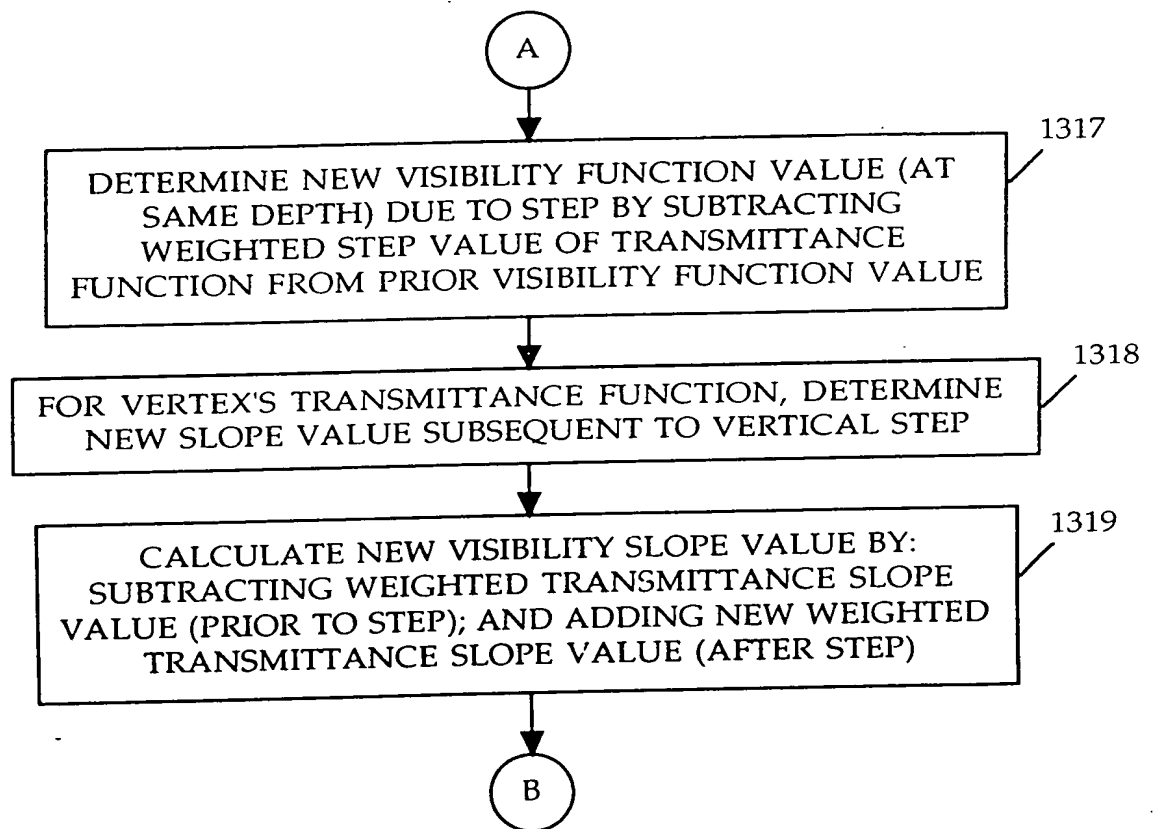 A
1317
DETERMINE NEW VISIBILITY FUNCTION VALUE (AT
SAME DEPTH) DUE TO STEP BY SUBTRACTING
WEIGHTED STEP VALUE OF TRANSMITTANCE
FUNCTION FROM PRIOR VISIBILITY FUNCTION VALUE
1318
FOR VERTEX'S TRANSMITTANCE FUNCTION, DETERMINE
NEW SLOPE VALUE SUBSEQUENT TO VERTICAL STEP
1319
CALCULATE NEW VISIBILITY SLOPE VALUE BY:
SUBTRACTING WEIGHTED TRANSMITTANCE SLOPE
VALUE (PRIOR TO STEP); AND ADDING NEW WEIGHTED
TRANSMITTANCE SLOPE VALUE (AFTER STEP)
B